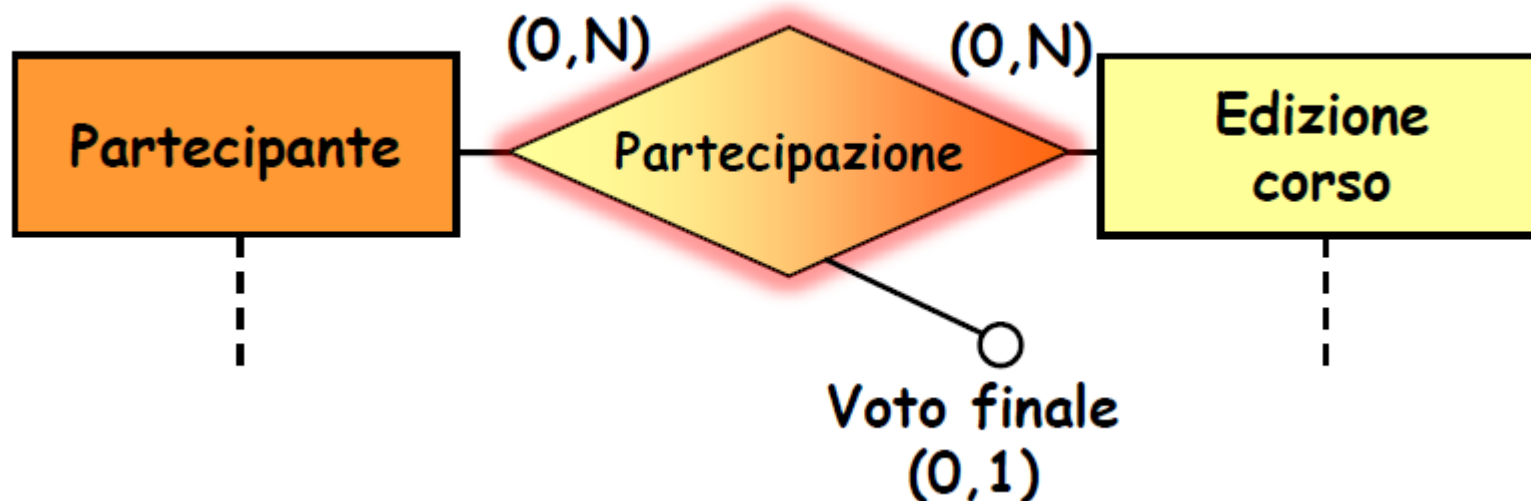 (0,N)
(0,N)
Partecipante
Partecipazione
Edizione
corso
Voto finale
(0,1)